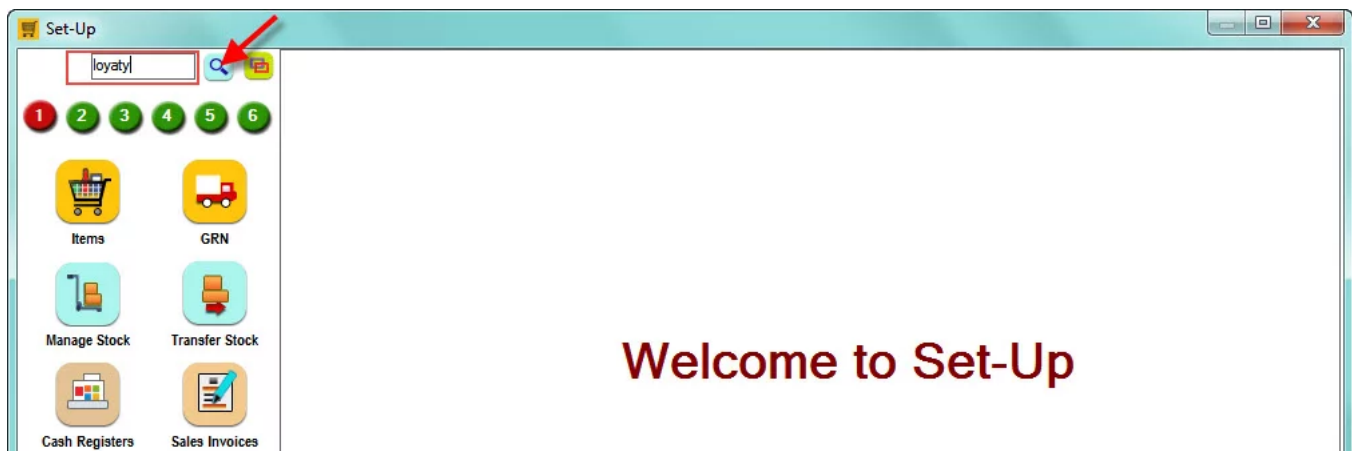 Set-Up
loyaty
1 2 3 4 5 6
Items GRN
Manage Stock Transfer Stock
Welcome to Set-Up
Cash Registers Sales Invoices